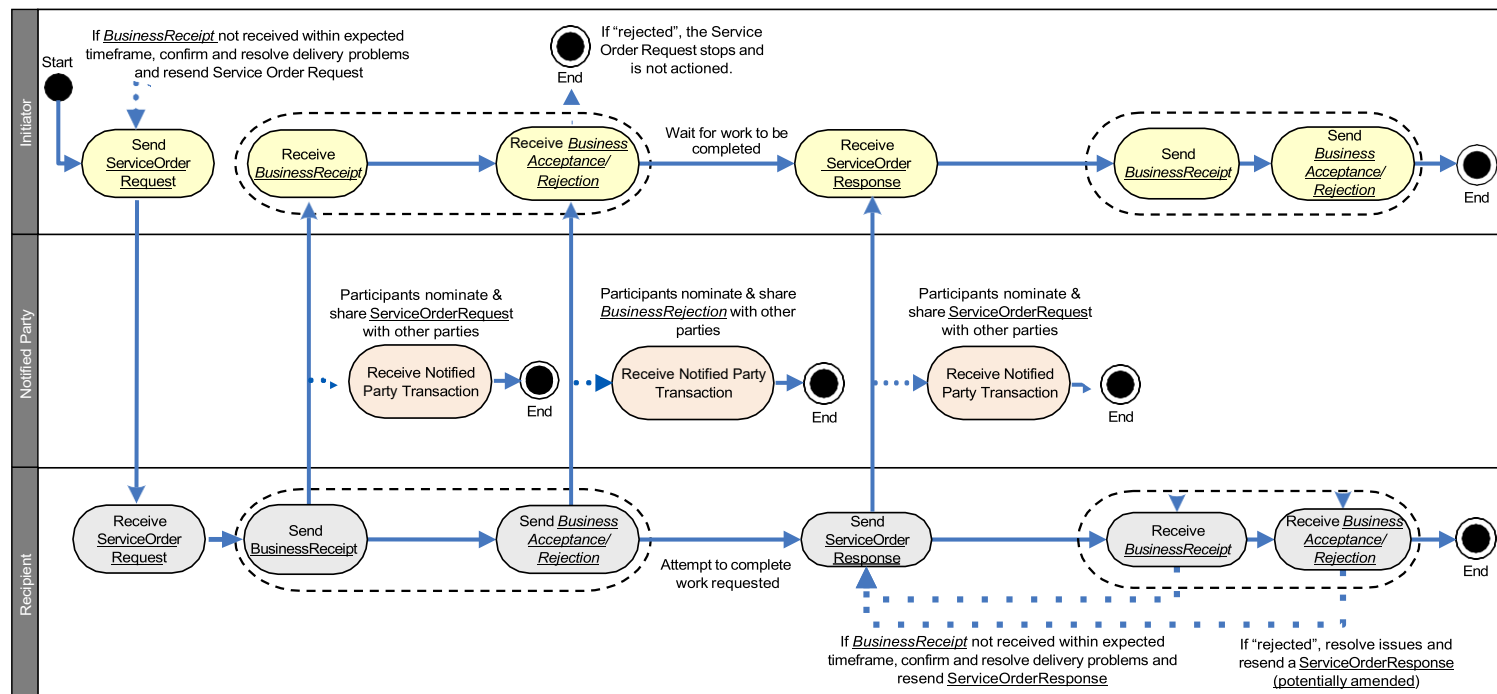 Initiator
Start
If BusinessReceipt not received within expected
timeframe, confirm and resolve delivery problems
and resend Service Order Request
Send
ServiceOrder
Request
Receive
BusinessReceipt
Receive Business
Acceptance/
Rejection
End
If “rejected”, the Service
Order Request stops and
is not actioned.
Wait for work to be
completed
Receive
ServiceOrder
Response
Send
BusinessReceipt
Send
Business
Acceptance/
Rejection
End
Notified Party
Participants nominate &
share ServiceOrderRequest
with other parties
Receive Notified
Party Transaction
End
Participants nominate & share
BusinessRejection with other
parties
Receive Notified Party
Transaction
End
Participants nominate &
share ServiceOrderRequest
with other parties
Receive Notified
Party Transaction
End
Recipient
Receive
ServiceOrder
Request
Send
BusinessReceipt
Send Business
Acceptance/
Rejection
Attempt to complete
work requested
Send
ServiceOrder
Response
Receive
BusinessReceipt
Receive Business
Acceptance/
Rejection
End
If BusinessReceipt not received within expected
timeframe, confirm and resolve delivery problems and
resend ServiceOrderResponse
If “rejected”, resolve issues and
resend a ServiceOrderResponse
(potentially amended)